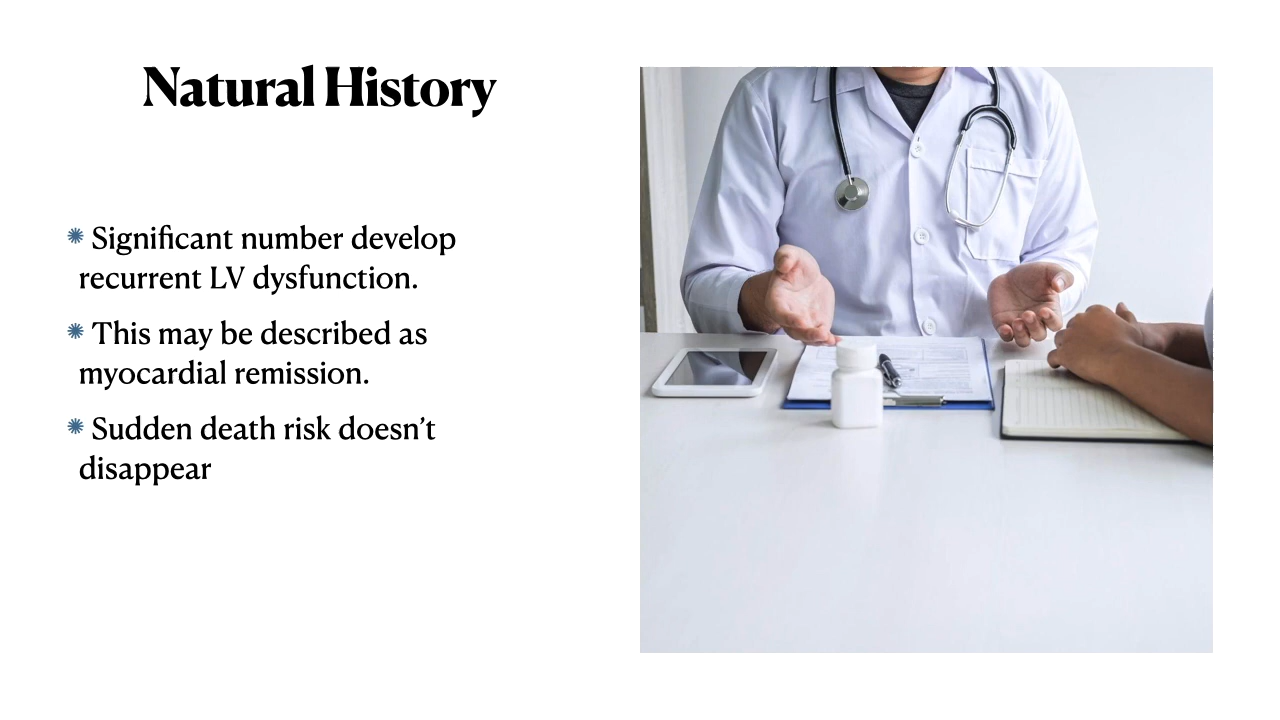 Natural History
Significant number develop
recurrent LV dysfunction.
This may be described as
myocardial remission.
Sudden death risk doesn’t
disappear